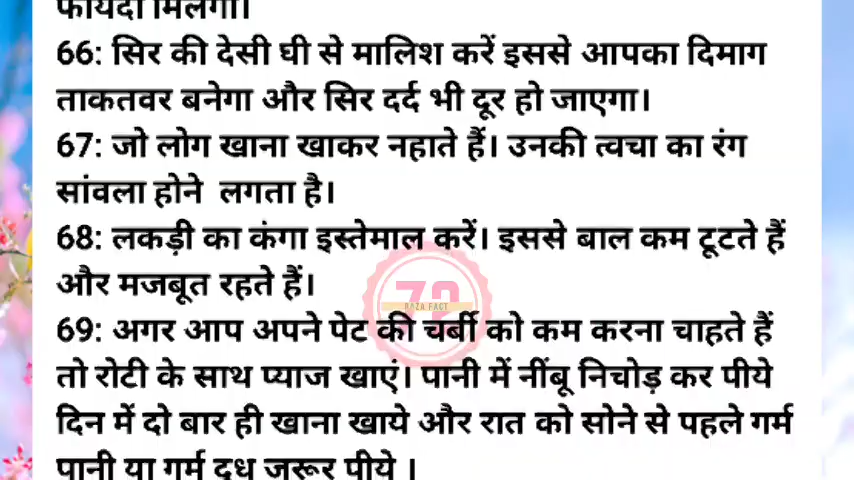 फायदा मिलेगा।
66: सिर की देसी घी से मालिश करें इससे आपका दिमाग
ताकतवर बनेगा और सिर दर्द भी दूर हो जाएगा।
67: जो लोग खाना खाकर नहाते हैं। उनकी त्वचा का रंग
सांवला होने लगता है।
68: लकड़ी का कंगा इस्तेमाल करें। इससे बाल कम टूटते हैं
और मजबूत रहते हैं।
RAZA FACT
69: अगर आप अपने पेट की चर्बी को कम करना चाहते हैं
तो रोटी के साथ प्याज खाएं। पानी में नींबू निचोड़ कर पीये
दिन में दो बार ही खाना खाये और रात को सोने से पहले गर्म
पानी या गर्म दूध जरूर पीये ।